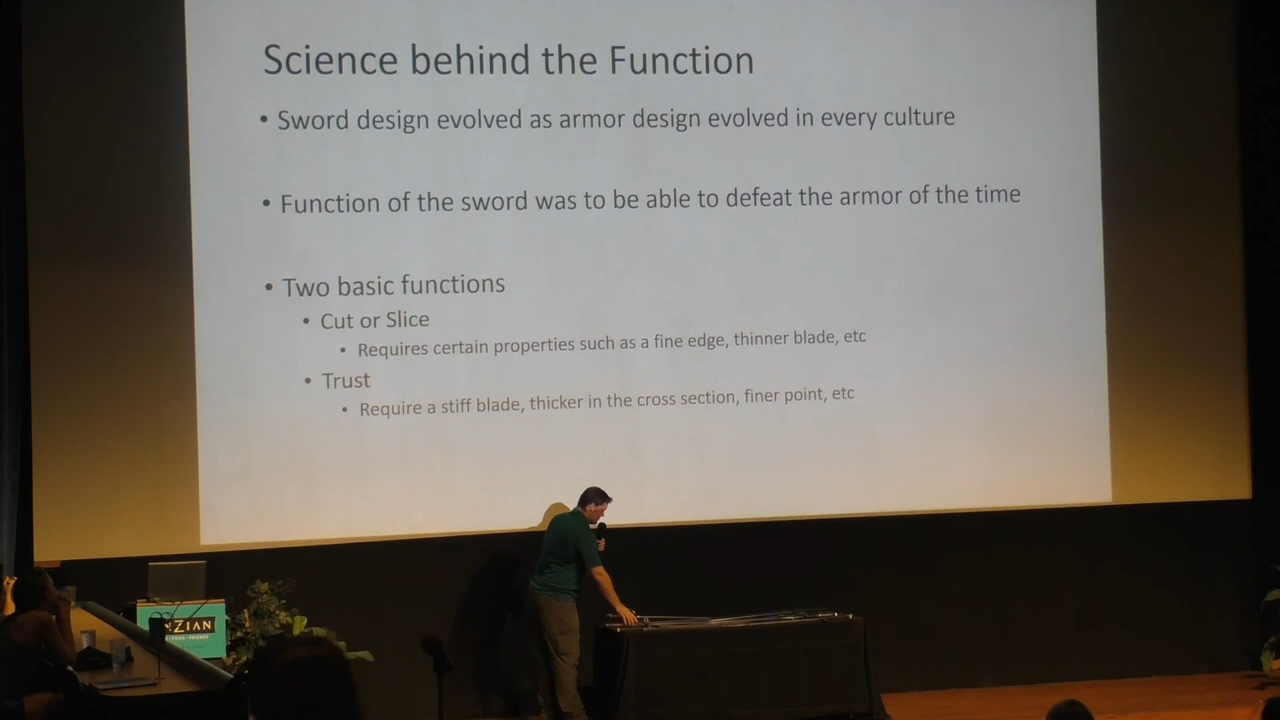 Science behind the Function
• Sword design evolved as armor design evolved in every culture
• Function of the sword was to be able to defeat the armor of the time
• Two basic functions
• Cut or Slice
• Requires certain properties such as a fine edge, thinner blade, etc
• Trust
• Require a stiff blade, thicker in the cross section, finer point, etc
NZIAN
FOOD • FRIENDS